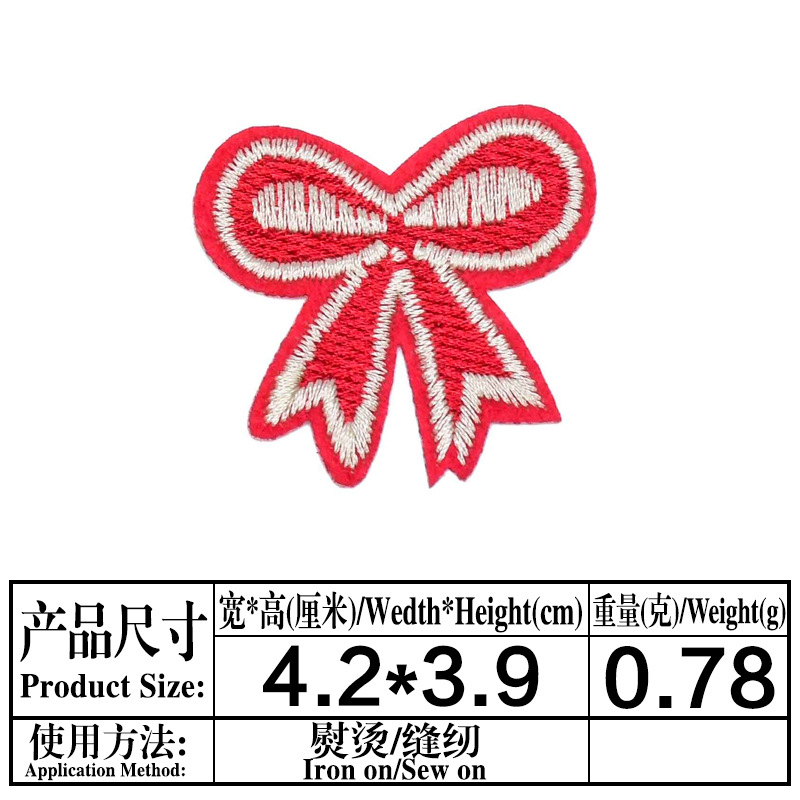 产品尺寸
Product Size:
宽*高(厘米)/Wedth*Height(cm)
重量(克)/Weight(g)
4.2*3.9
0.78
使用方法:
Application Method:
熨烫/缝纫
Iron on/Sew on